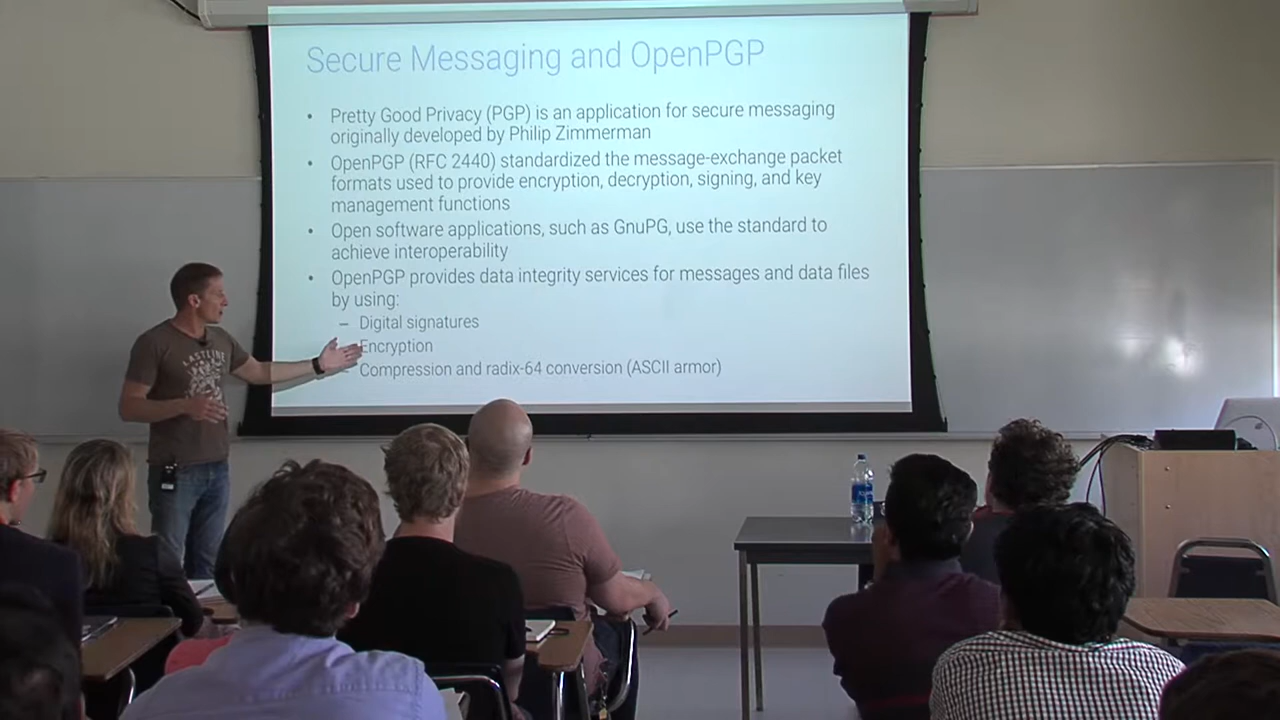 Secure Messaging and OpenPGP
• Pretty Good Privacy (PGP) is an application for secure messaging
originally developed by Philip Zimmerman
• OpenPGP (RFC 2440) standardized the message-exchange packet
formats used to provide encryption, decryption, signing, and key
management functions
• Open software applications, such as GnuPG, use the standard to
achieve interoperability
• OpenPGP provides data integrity services for messages and data files
by using:
– Digital signatures
Encryption
– Compression and radix-64 conversion (ASCII armor)
LASTLINE